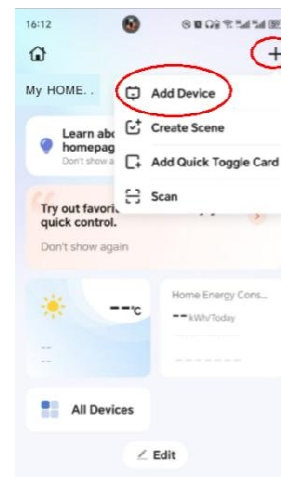 16:12
+
My HOME. .
Add Device
Create Scene
Add Quick Toggle Card
Scan
Learn abo
homepag
Don't show a
Try out favorit
quick control.
Don't show again
--°C
--
--
Home Energy Cons...
-- kWh/Today
All Devices
Edit